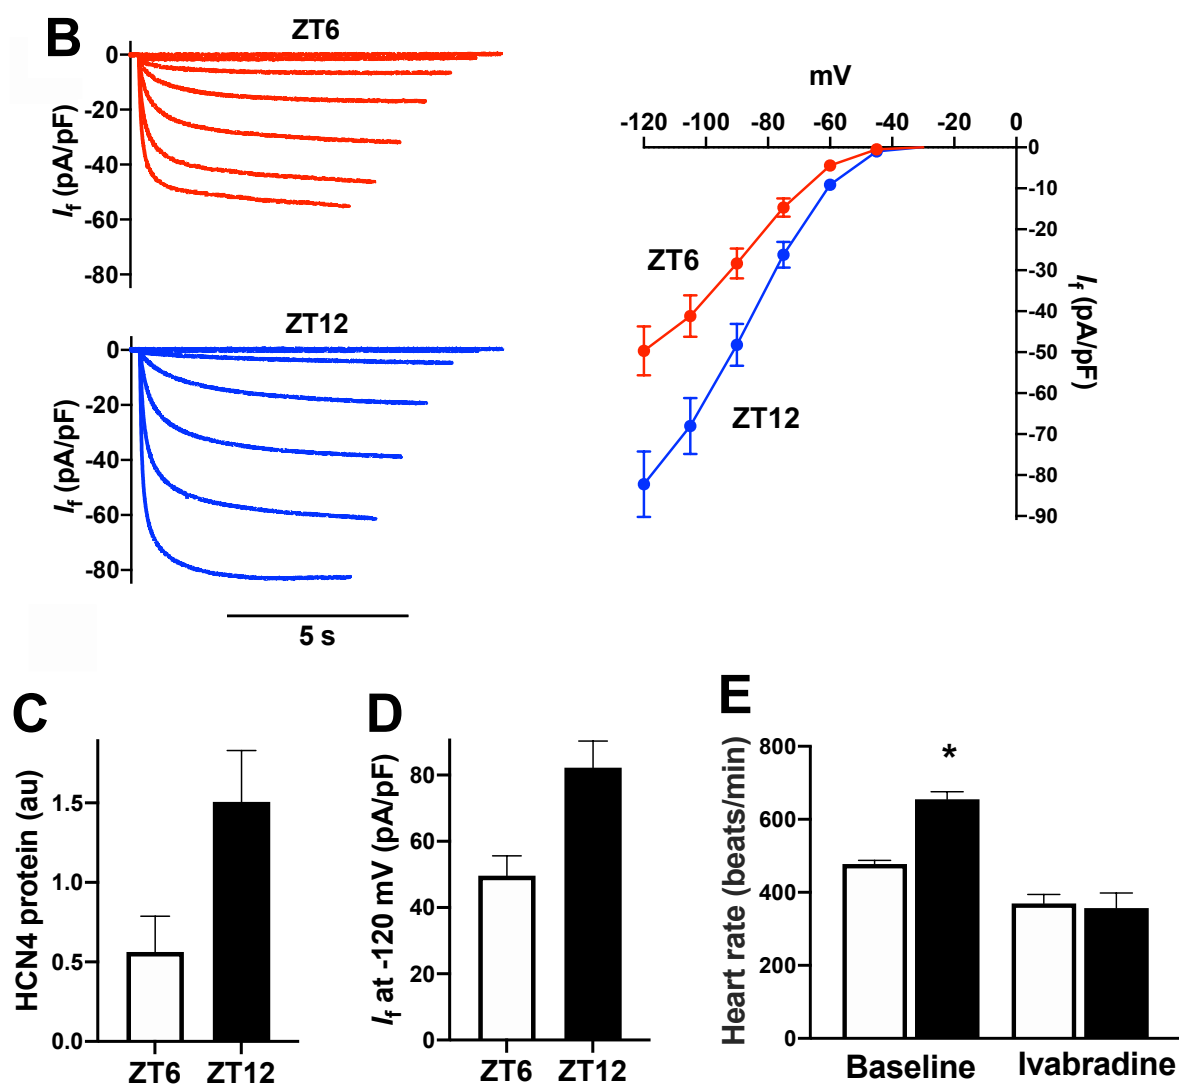 B
ZT6
0
-20
-40
-60
-80
If (pA/pF)
ZT12
0
-20
-40
-60
-80
If (pA/pF)
5 s
mV
-120 -100 -80 -60 -40 -20 0
0
-10
-20
-30
-40
-50
-60
-70
-80
-90
If (pA/pF)
ZT6
ZT12
C
HCN4 protein (au)
1.5
1.0
0.5
0.0
ZT6 ZT12
D
If at -120 mV (pA/pF)
80
60
40
20
0
ZT6 ZT12
E
Heart rate (beats/min)
800
600
400
200
0
*
Baseline Ivabradine